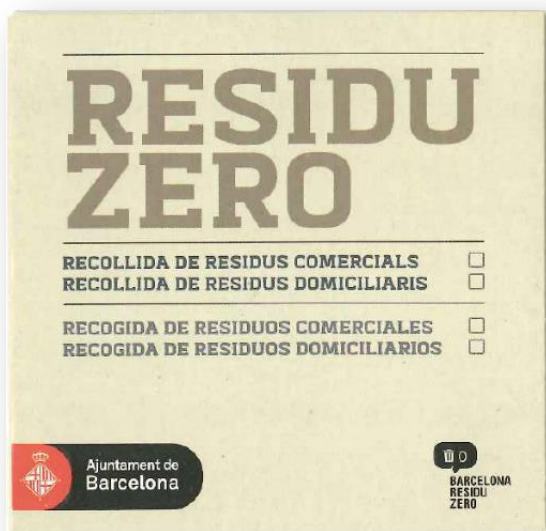 RESIDU
ZERO
RECOLLIDA DE RESIDUS COMERCIALS
RECOLLIDA DE RESIDUS DOMICILIARIS
RECOGIDA DE RESIDUOS COMERCIALES
RECOGIDA DE RESIDUOS DOMICILIARIOS
Ajuntament de
Barcelona
0
BARCELONA
RESIDU
ZERO